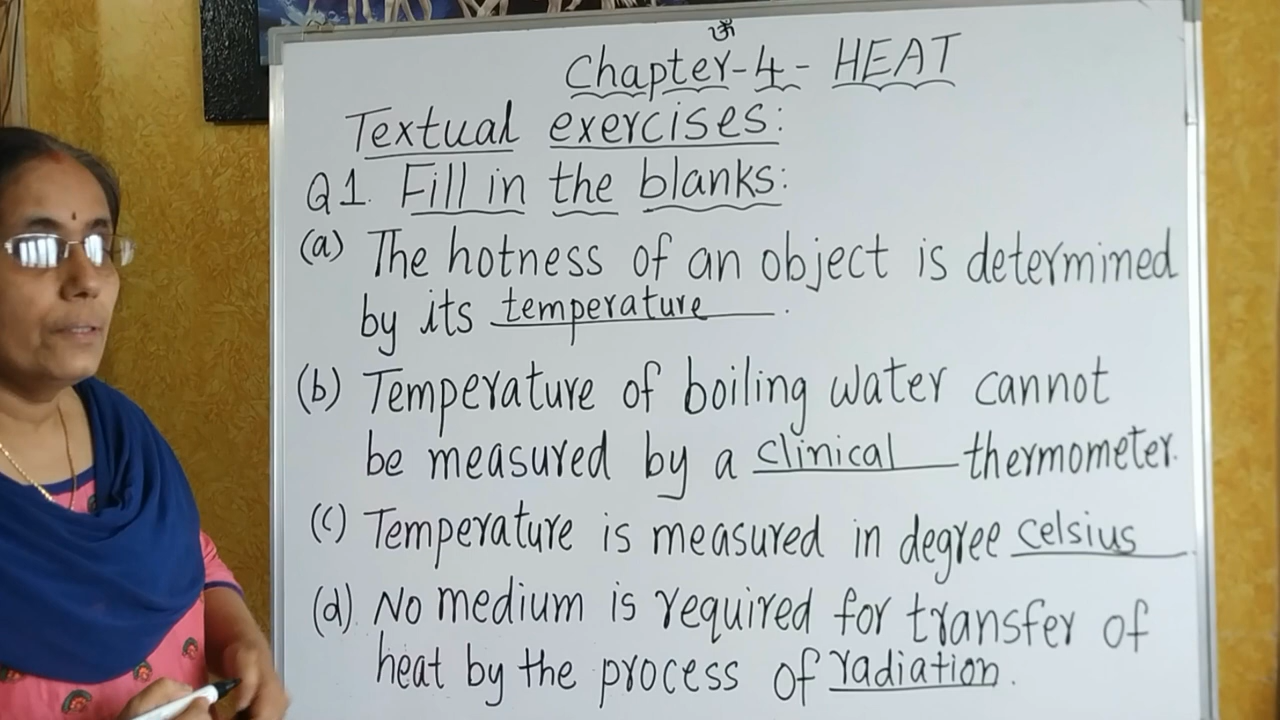 ॐ
Chapter-4- HEAT
Textual exercises:
Q1. Fill in the blanks:
(a) The hotness of an object is determined
by its temperature.
(b) Temperature of boiling water cannot
be measured by a clinical thermometer.
(c) Temperature is measured in degree celsius.
(d). No medium is required for transfer of
heat by the process of radiation.